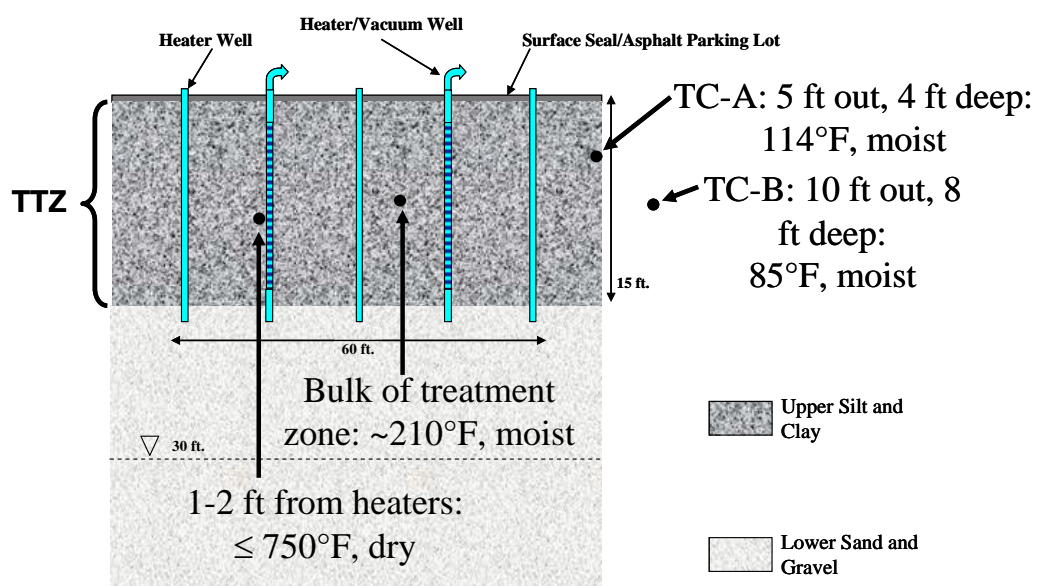 Heater/Vacuum Well
Heater Well
Surface Seal/Asphalt Parking Lot
TC-A: 5 ft out, 4 ft deep:
114°F, moist
TTZ
TC-B: 10 ft out, 8
ft deep:
85°F, moist
15 ft.
60 ft.
Bulk of treatment
zone: ~210°F, moist
30 ft.
1-2 ft from heaters:
≤ 750°F, dry
Upper Silt and
Clay
Lower Sand and
Gravel